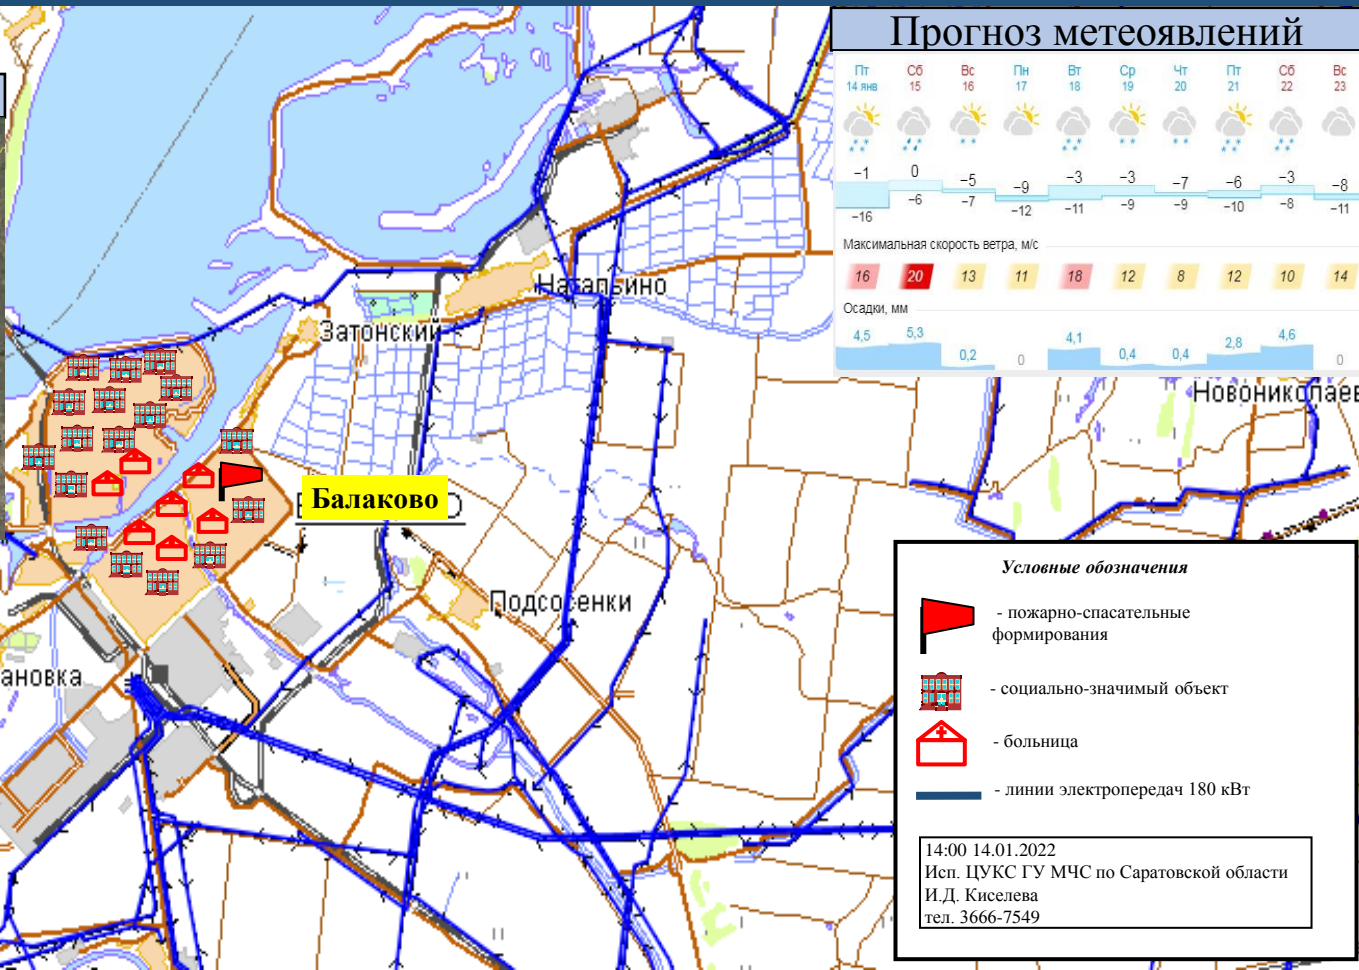 Прогноз метеоявлений
Пт Сб Вс Пн Вт Ср Чт Пт Сб Вс
14 янв 15 16 17 18 19 20 21 22 23
−1 0 −5 −9 −3 −3 −7 −6 −3 −8
−16 −6 −7 −12 −11 −9 −9 −10 −8 −11
Максимальная скорость ветра, м/с
16 20 13 11 18 12 8 12 10 14
Осадки, мм
4,5 5,3 0,2 0 4,1 0,4 0,4 2,8 4,6 0
Натальино
Затонский
Новониколаев
Балаково
Подсосенки
ановка
Условные обозначения
- пожарно-спасательные
формирования
- социально-значимый объект
- больница
- линии электропередач 180 кВт
14:00 14.01.2022
Исп. ЦУКС ГУ МЧС по Саратовской области
И.Д. Киселева
тел. 3666-7549